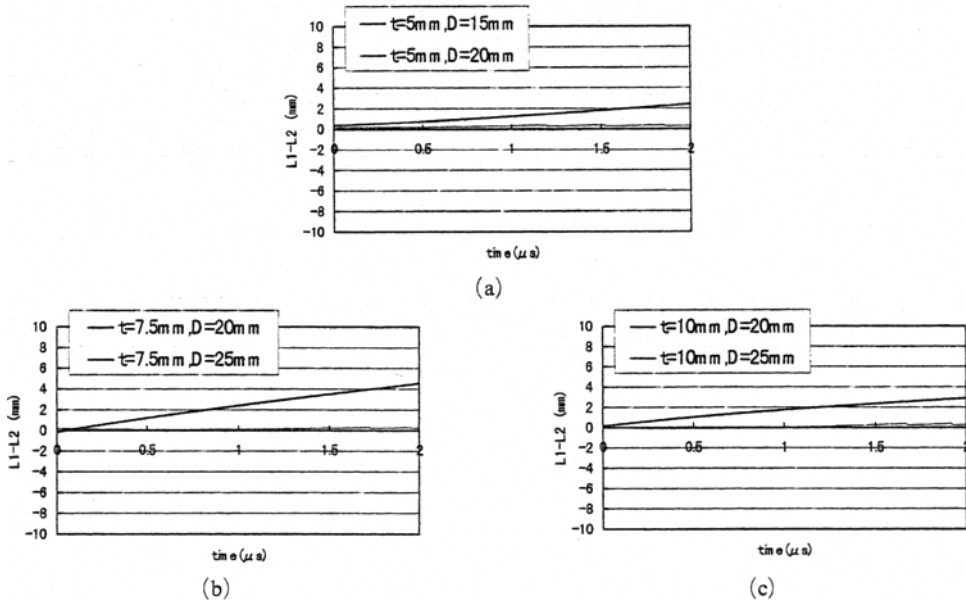 t=5mm,D=15mm
t=5mm,D=20mm
10
8
6
4
2
0
-2
-4
-6
-8
-10
L1-L2 (mm)
0 0.5 1 1.5 2
time(μs)
(a)
t=7.5mm,D=20mm
t=7.5mm,D=25mm
10
8
6
4
2
0
-2
-4
-6
-8
-10
L1-L2 (mm)
0 0.5 1 1.5 2
time(μs)
(b)
t=10mm,D=20mm
t=10mm,D=25mm
10
8
6
4
2
0
-2
-4
-6
-8
-10
L1-L2 (mm)
0 0.5 1 1.5 2
time(μs)
(c)